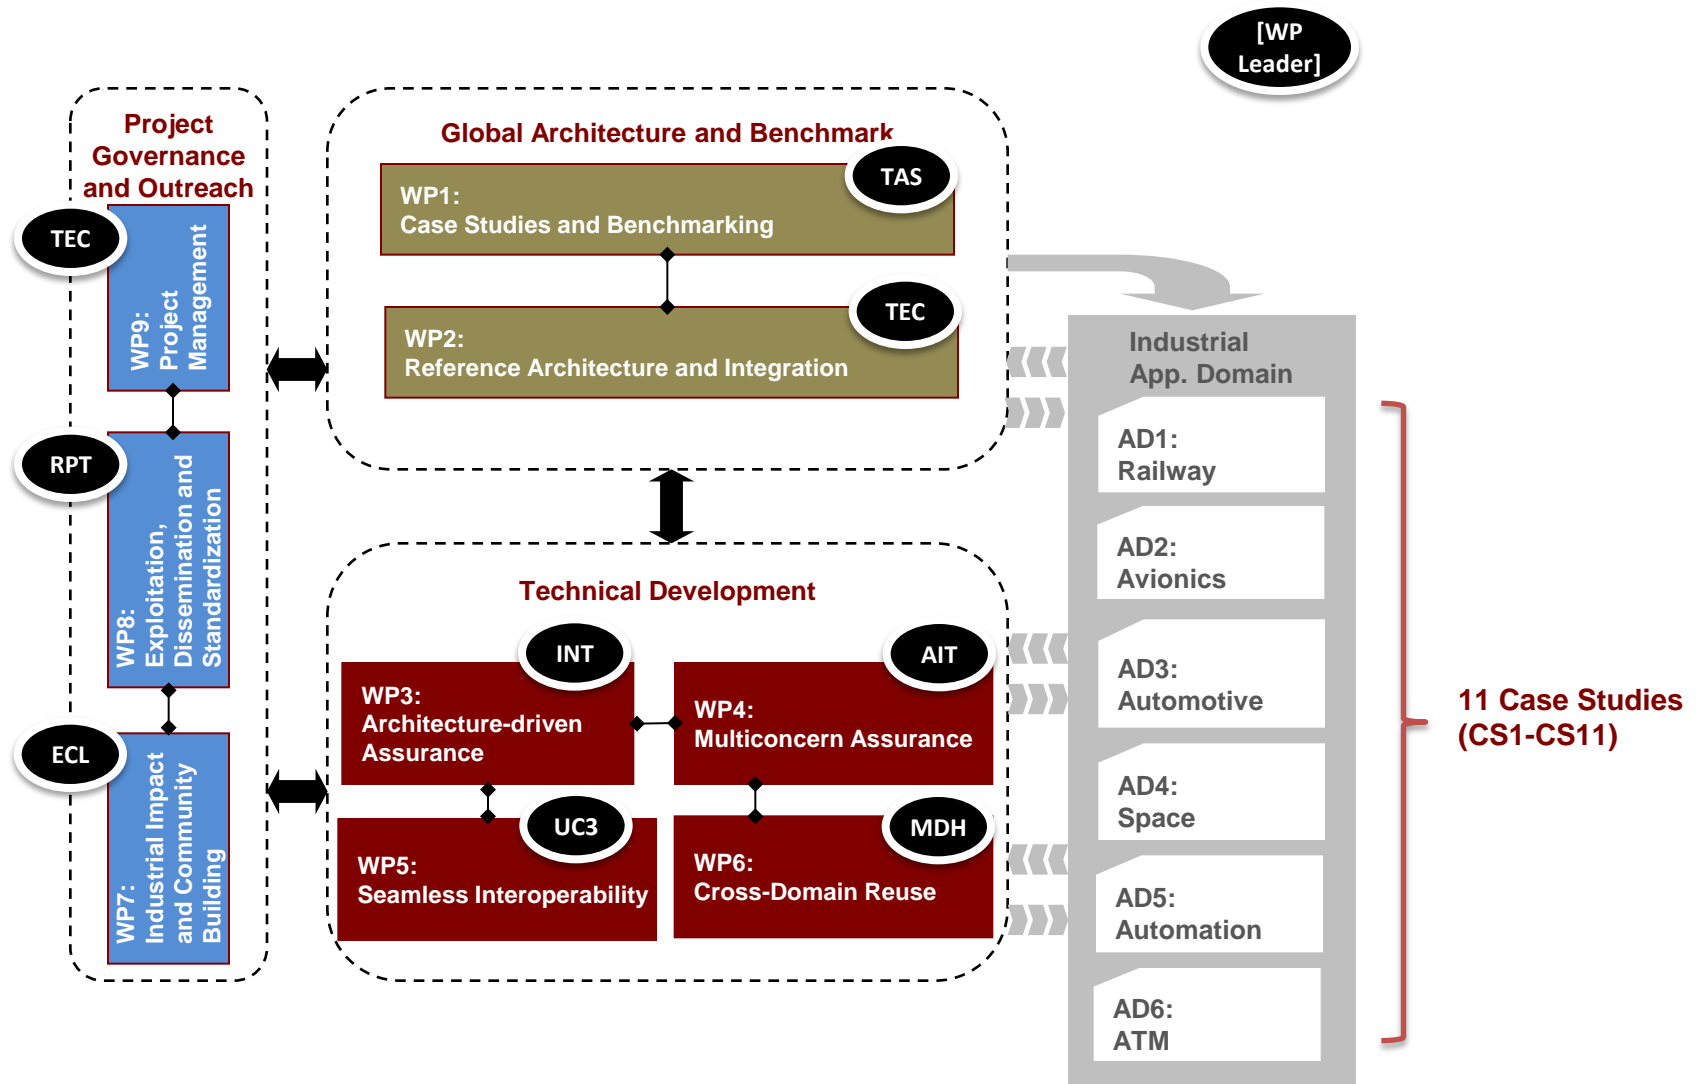 [WP
Leader]
Project
Governance
and Outreach
TEC
WP9:
Project
Management
RPT
WP8:
Exploitation,
Dissemination and
Standardization
ECL
WP7:
Industrial Impact
and Community
Building
Global Architecture and Benchmark
TAS
WP1:
Case Studies and Benchmarking
TEC
WP2:
Reference Architecture and Integration
Technical Development
INT
WP3:
Architecture-driven
Assurance
AIT
WP4:
Multiconcern Assurance
UC3
WP5:
Seamless Interoperability
MDH
WP6:
Cross-Domain Reuse
Industrial
App. Domain
AD1:
Railway
AD2:
Avionics
AD3:
Automotive
AD4:
Space
AD5:
Automation
AD6:
ATM
11 Case Studies
(CS1-CS11)